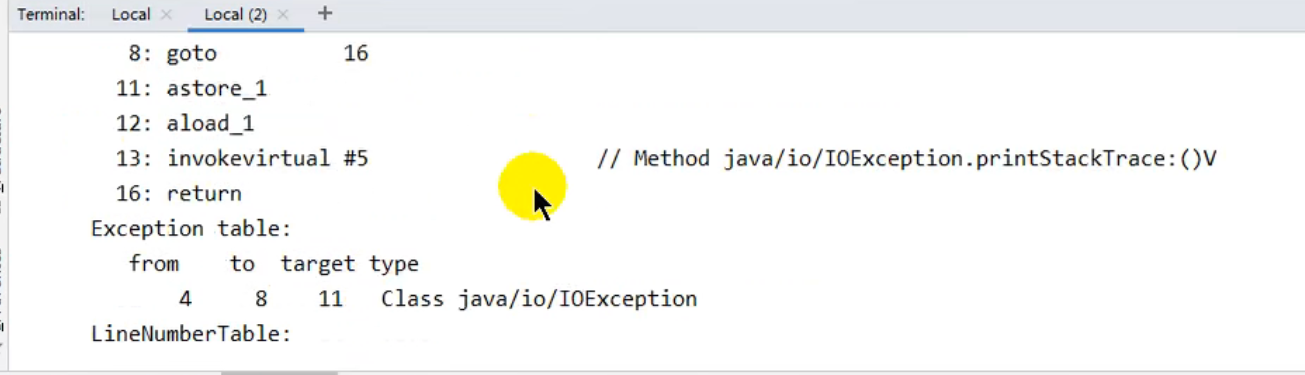 Terminal: Local × Local (2) × +
8: goto 16
11: astore_1
12: aload_1
13: invokevirtual #5 // Method java/io/IOException.printStackTrace:()V
16: return
Exception table:
from to target type
4 8 11 Class java/io/IOException
LineNumberTable: